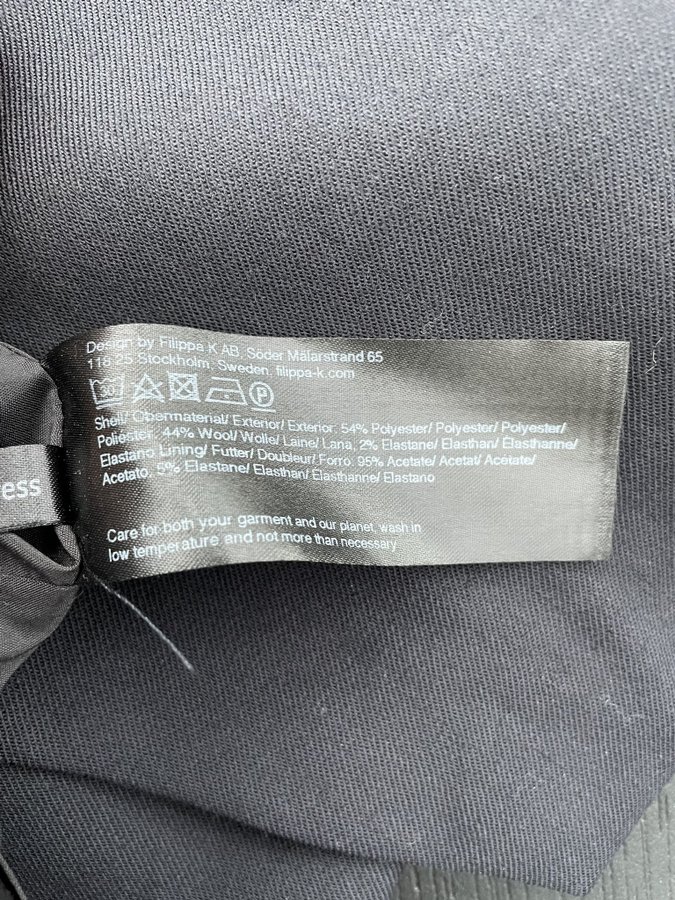 Design by Filippa K AB, Söder Mälarstrand 65
118 25 Stockholm, Sweden. filippa-k.com
30 P
Shell/ Obermaterial/ Exterior/ Exterior: 54% Polyester/ Polyester/ Polyester/
Poliéster, 44% Wool/ Wolle/ Laine/ Lana, 2% Elastane/ Elasthan/ Élasthanne/
Elastano Lining/ Futter/ Doubleur/ Forro: 95% Acetate/ Acetat/ Acétate/
Acetato, 5% Elastane/ Elasthan/ Élasthanne/ Elastano
ess
Care for both your garment and our planet, wash in
low temperature and not more than necessary